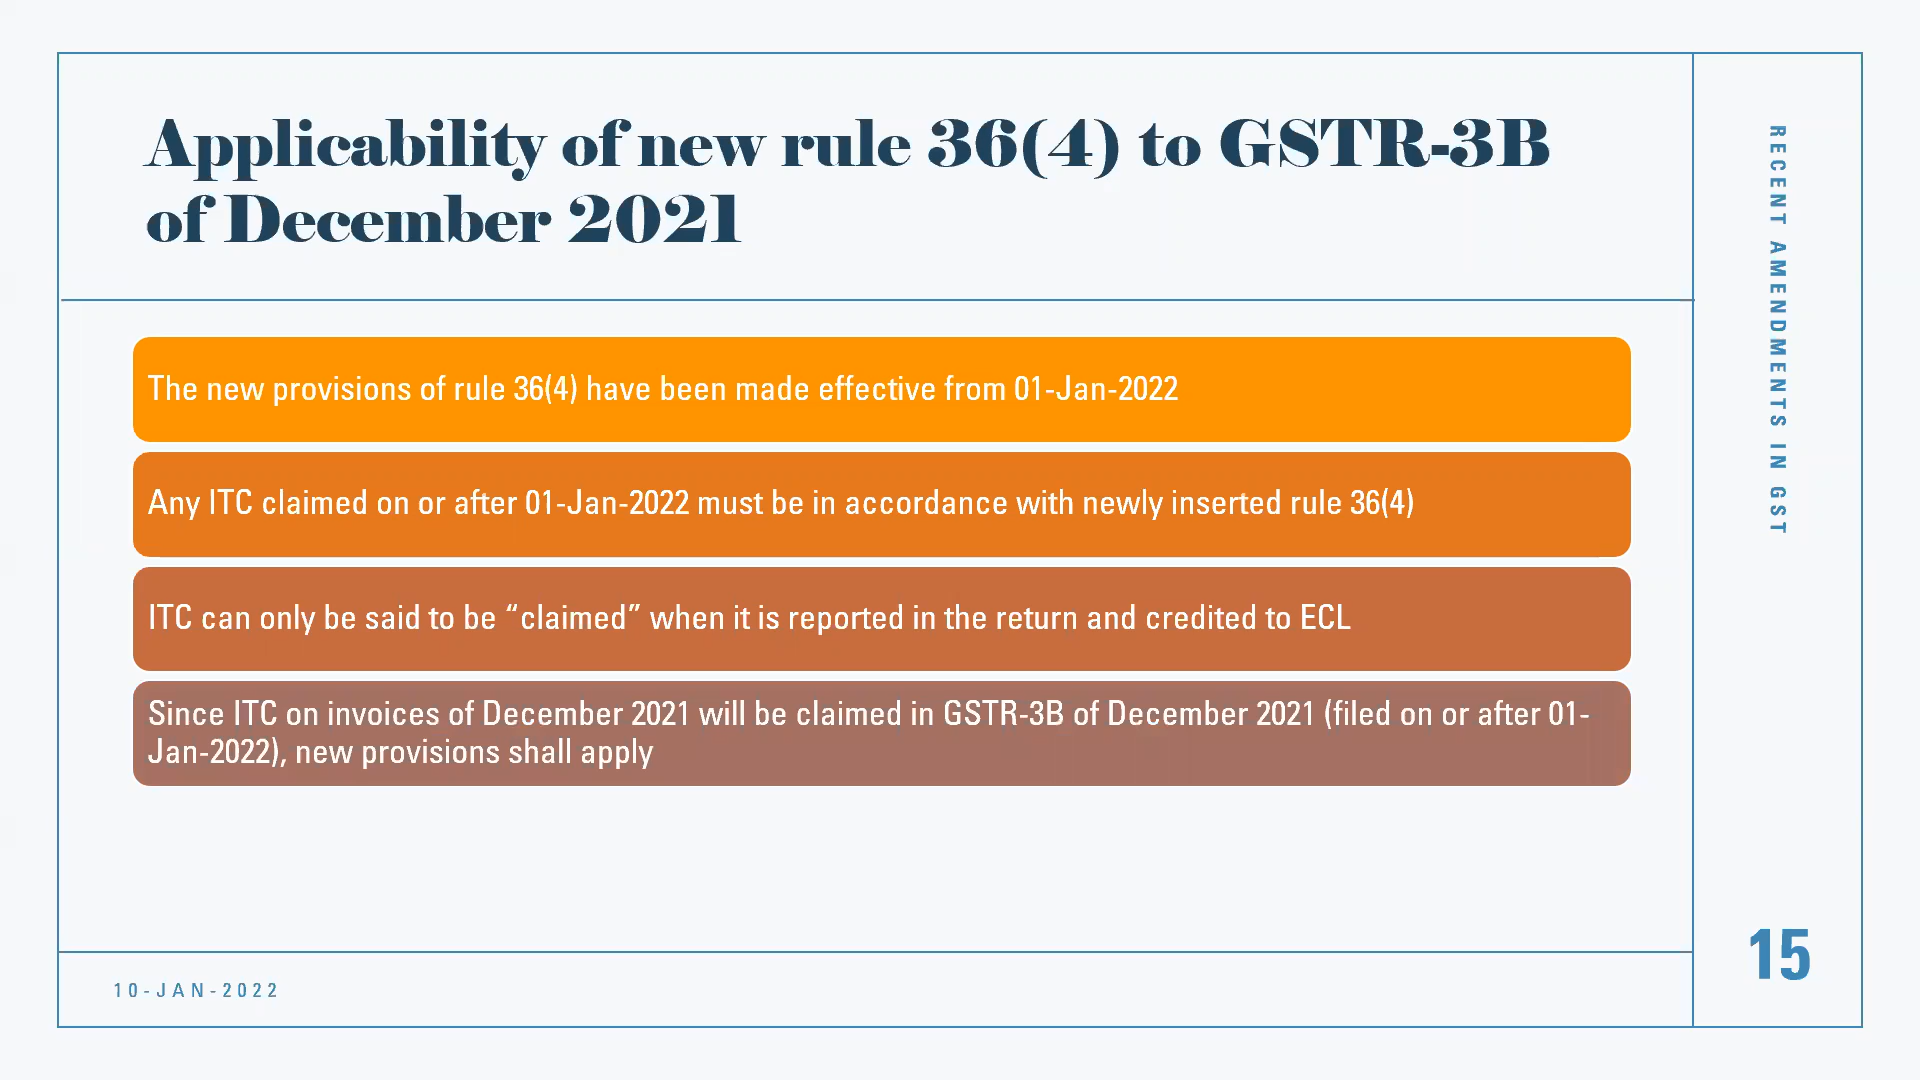 Applicability of new rule 36(4) to GSTR-3B
of December 2021
The new provisions of rule 36(4) have been made effective from 01-Jan-2022
Any ITC claimed on or after 01-Jan-2022 must be in accordance with newly inserted rule 36(4)
ITC can only be said to be “claimed” when it is reported in the return and credited to ECL
Since ITC on invoices of December 2021 will be claimed in GSTR-3B of December 2021 (filed on or after 01-
Jan-2022), new provisions shall apply
RECENT AMENDMENTS IN GST
10-JAN-2022
15